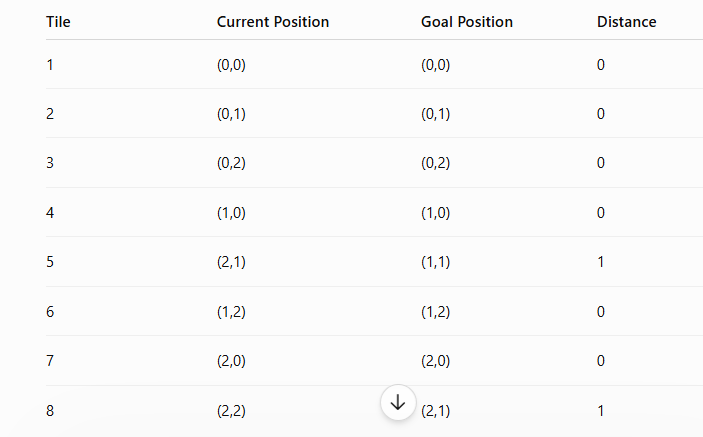 Tile Current Position Goal Position Distance
1 (0,0) (0,0) 0
2 (0,1) (0,1) 0
3 (0,2) (0,2) 0
4 (1,0) (1,0) 0
5 (2,1) (1,1) 1
6 (1,2) (1,2) 0
7 (2,0) (2,0) 0
8 (2,2) (2,1) 1